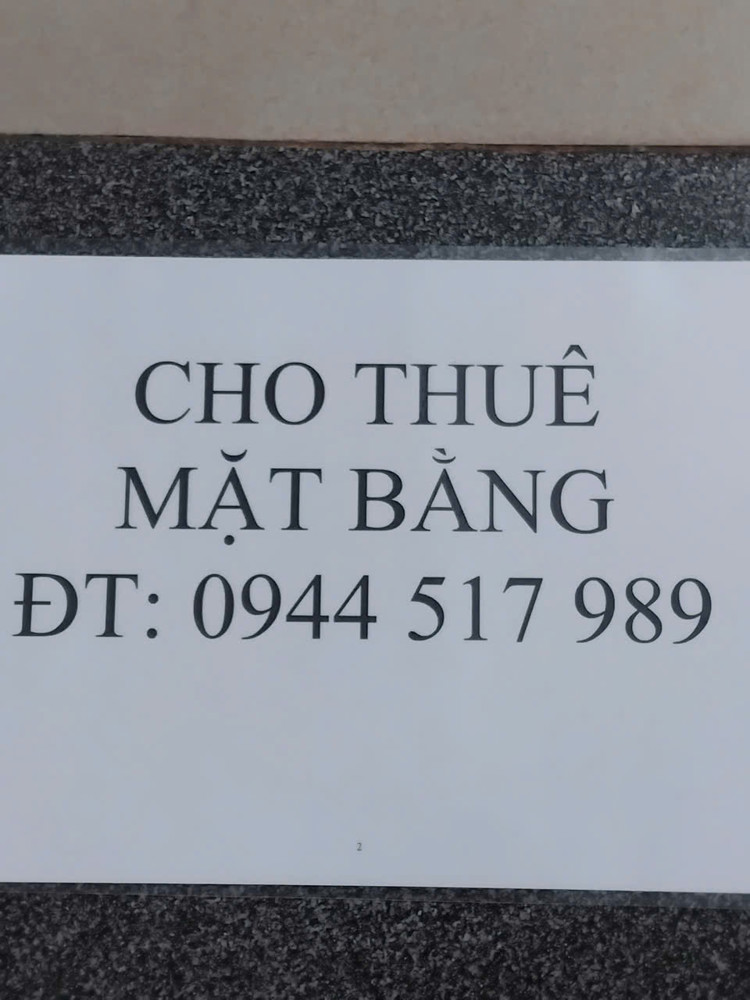 CHO THUÊ
MẶT BẰNG
ĐT: 0944 517 989
2